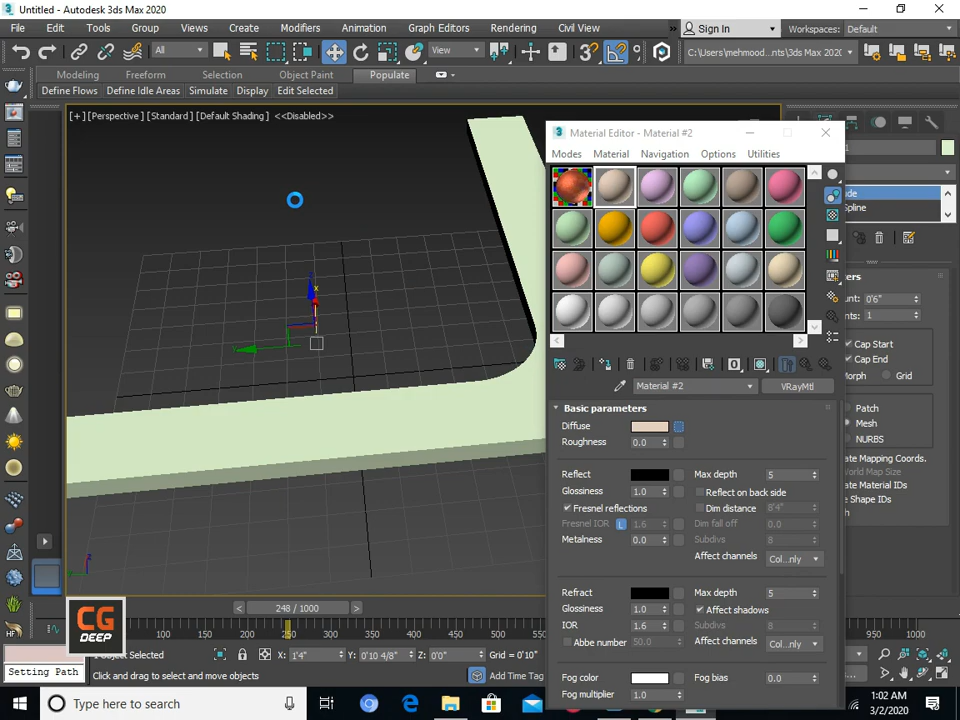 Untitled - Autodesk 3ds Max 2020
File Edit Tools Group Views Create Modifiers Animation Graph Editors Rendering Civil View Sign In Workspaces: Default
All View C:\Users\mehmood...nts\3ds Max 2020
Modeling Freeform Selection Object Paint Populate
Define Flows Define Idle Areas Simulate Display Edit Selected
[+] [Perspective] [Standard] [Default Shading] <<Disabled>>
Material Editor - Material #2
Modes Material Navigation Options Utilities
Material #2 VRayMtl
Basic parameters
Diffuse
Roughness 0.0
Reflect Max depth 5
Glossiness 1.0 Reflect on back side
Fresnel reflections Dim distance 8'4"
Fresnel IOR L 1.6 Dim fall off 0.0
Metalness 0.0 Subdivs 8
Affect channels Col...nly
Refract Max depth 5
Glossiness 1.0 Affect shadows
IOR 1.6 Subdivs 8
Abbe number 50.0 Affect channels Col...nly
Fog color Fog bias 0.0
Fog multiplier 1.0
Spline
0'6"
1
Cap Start
Cap End
Morph Grid
Patch
Mesh
NURBS
World Map Size
x
z
CG
DEEP
HF
< 248 / 1000 >
50 100 150 200 250 300 350 400 450 500 550 950 1000
Object Selected X: 1'4" Y: 0'10 4/8" Z: 0'0" Grid = 0'10"
Setting Path Click and drag to select and move objects Add Time Tag
Type here to search
1:02 AM
3/2/2020